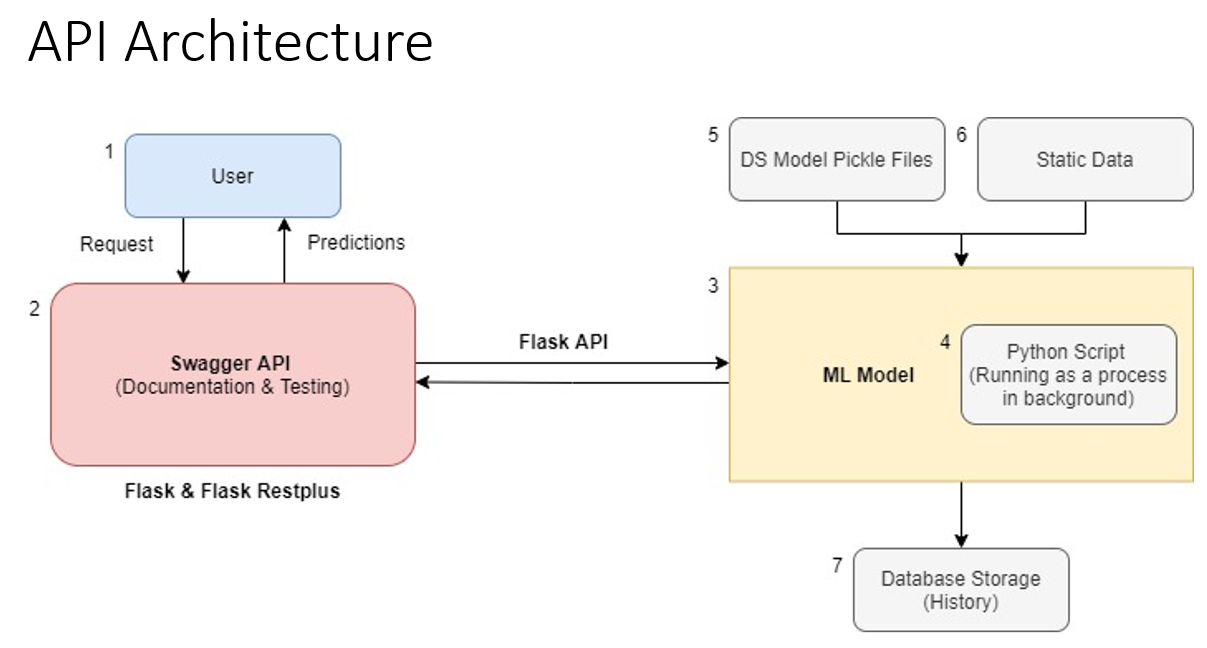 API Architecture
1
User
Request
Predictions
2
Swagger API
(Documentation & Testing)
Flask & Flask Restplus
Flask API
5
DS Model Pickle Files
6
Static Data
3
ML Model
4
Python Script
(Running as a process
in background)
7
Database Storage
(History)